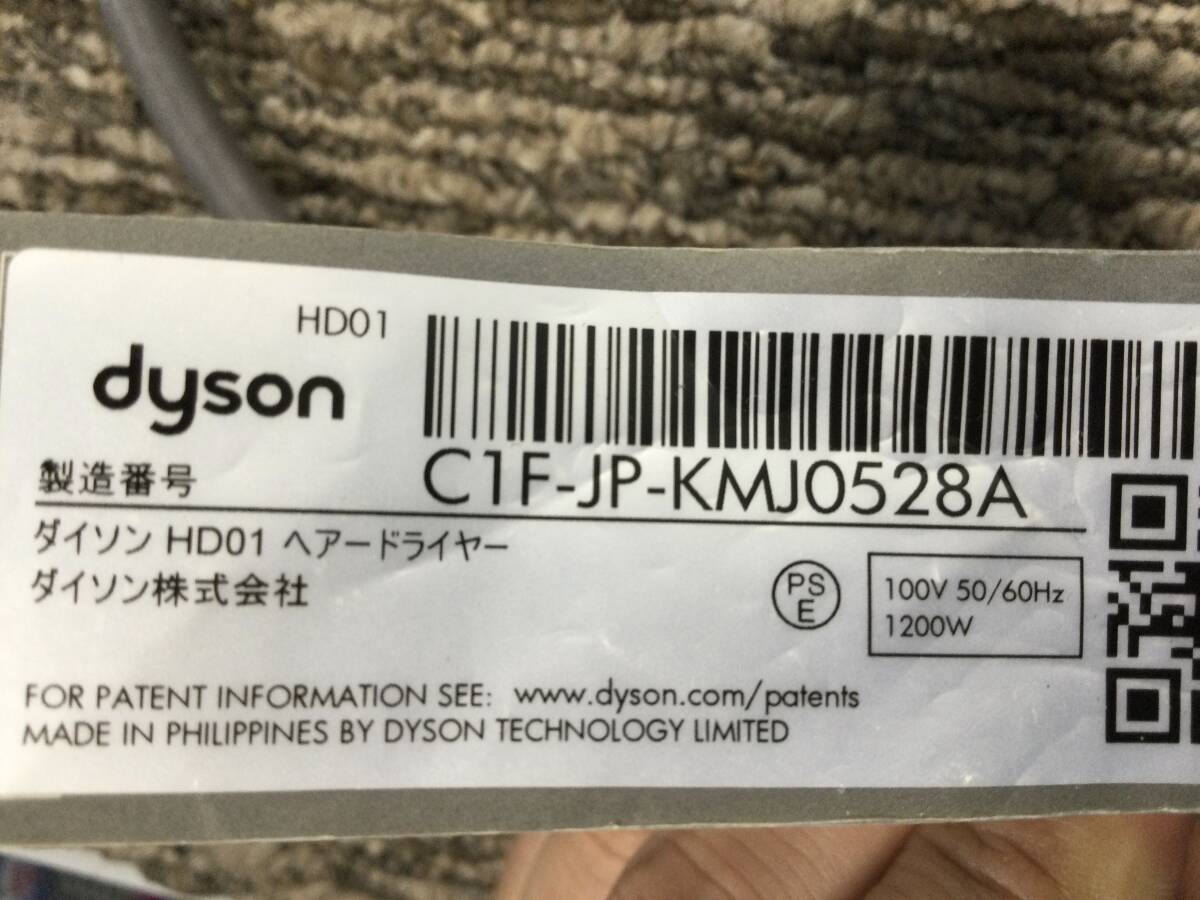 HD01
dyson
製造番号
C1F-JP-KMJ0528A
ダイソン HD01 ヘアードライヤー
ダイソン株式会社
PS
E
100V 50/60Hz
1200W
FOR PATENT INFORMATION SEE: www.dyson.com/patents
MADE IN PHILIPPINES BY DYSON TECHNOLOGY LIMITED